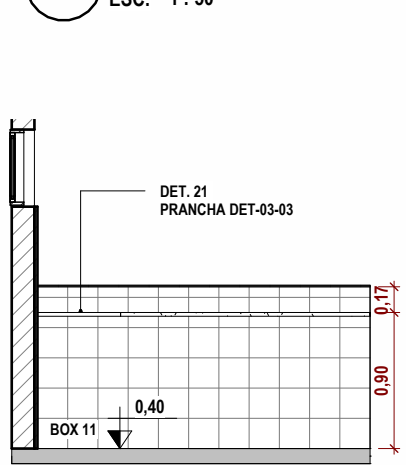 ESC. 1 : 50
DET. 21
PRANCHA DET-03-03
0,17
0,90
0,40
BOX 11